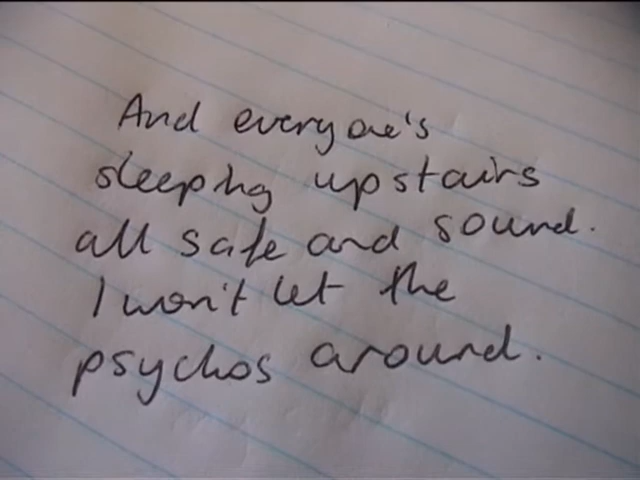 And everyone's
sleeping upstairs
all safe and sound.
I won't let the
psychos around.